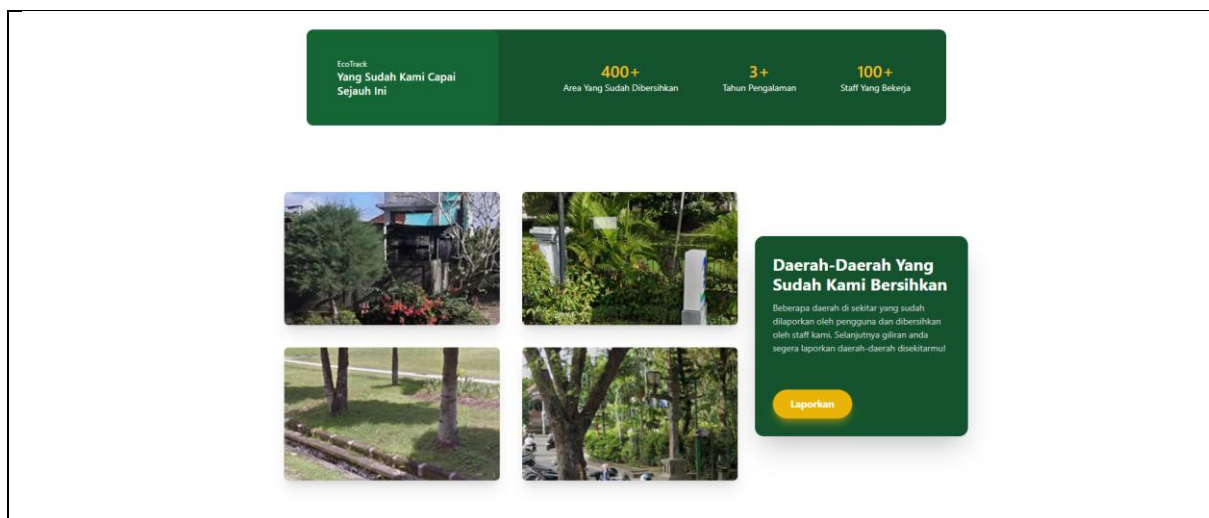 EcoTrack
Yang Sudah Kami Capai
Sejauh Ini
400+
Area Yang Sudah Dibersihkan
3+
Tahun Pengalaman
100+
Staff Yang Bekerja
Daerah-Daerah Yang
Sudah Kami Bersihkan
Beberapa daerah di sekitar yang sudah
dilaporkan oleh pengguna dan dibersihkan
oleh staff kami. Selanjutnya giliran anda
segera laporkan daerah-daerah disekitarmu!
Laporkan